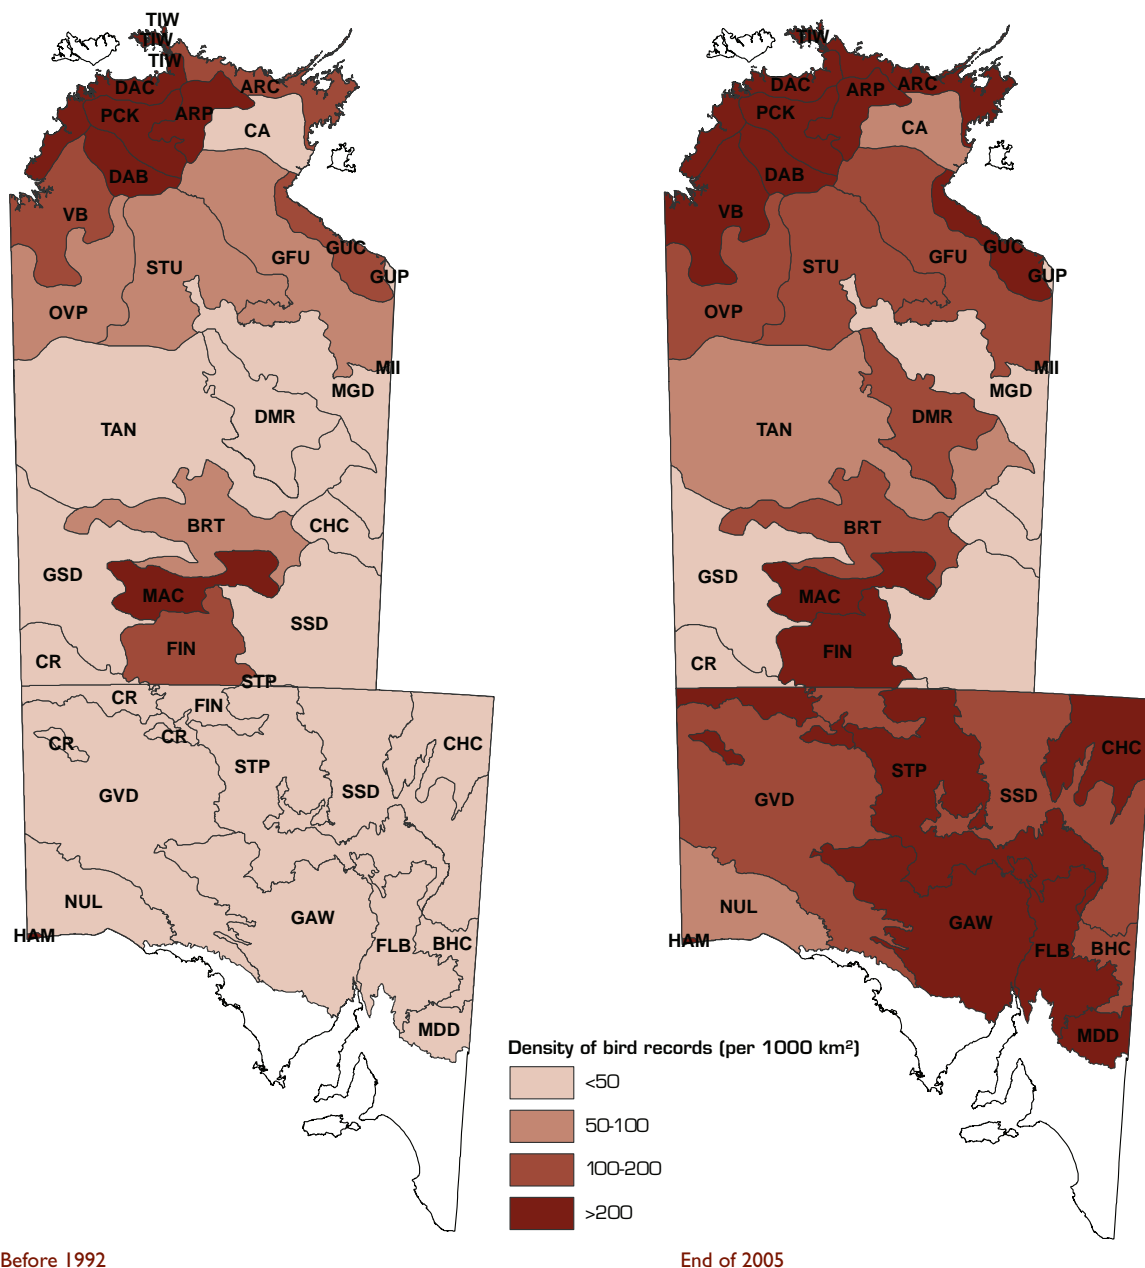 TIW
TIW
TIW
DAC
ARC
PCK
ARP
CA
DAB
VB
GUC
STU
GFU
GUP
OVP
MII
MGD
TAN
DMR
BRT
CHC
GSD
MAC
SSD
FIN
CR
STP
CR
FIN
CR
CR
CHC
STP
GVD
SSD
NUL
GAW
HAM
FLB
BHC
MDD
TIW
DAC
ARP
ARC
PCK
CA
DAB
VB
GUC
STU
GFU
GUP
OVP
MII
MGD
TAN
DMR
BRT
GSD
MAC
FIN
CR
CHC
STP
GVD
SSD
NUL
GAW
HAM
FLB
BHC
MDD
Density of bird records (per 1000 km²)
<50
50-100
100-200
>200
Before 1992
End of 2005